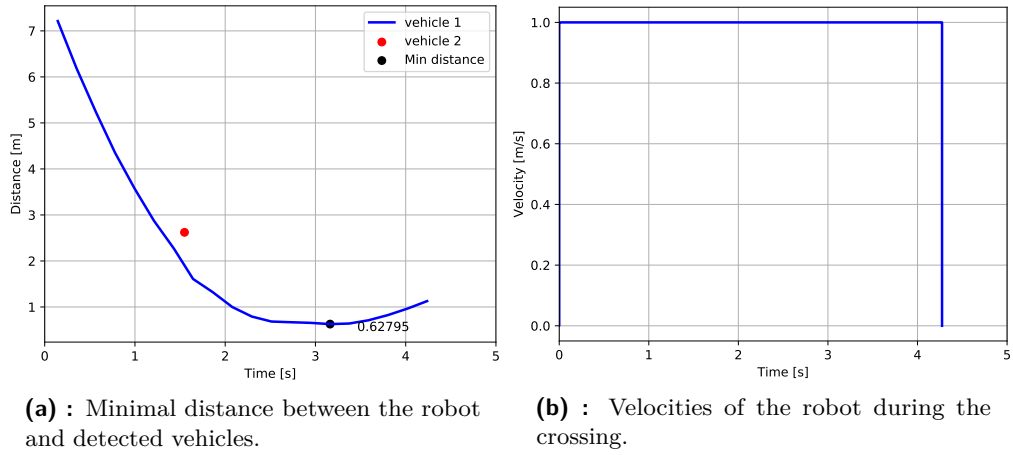 7
6
5
4
3
2
1
0
1
2
3
4
5
Distance [m]
Time [s]
vehicle 1
vehicle 2
Min distance
0.62795
(a) : Minimal distance between the robot
and detected vehicles.
1.0
0.8
0.6
0.4
0.2
0.0
0
1
2
3
4
5
Velocity [m/s]
Time [s]
(b) : Velocities of the robot during the
crossing.